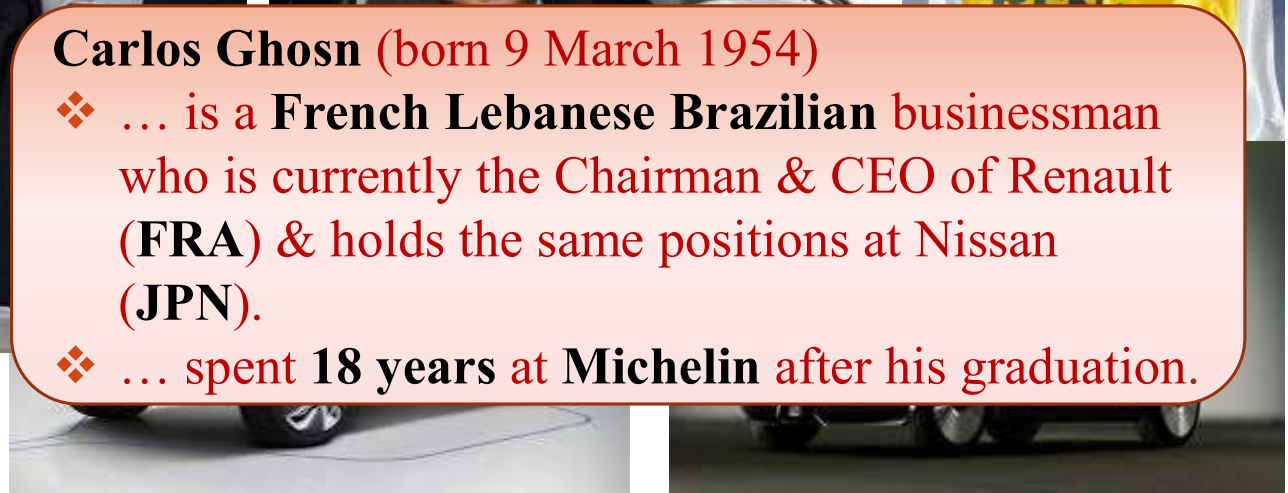 Carlos Ghosn (born 9 March 1954)
❖ … is a French Lebanese Brazilian businessman
who is currently the Chairman & CEO of Renault
(FRA) & holds the same positions at Nissan
(JPN).
❖ … spent 18 years at Michelin after his graduation.